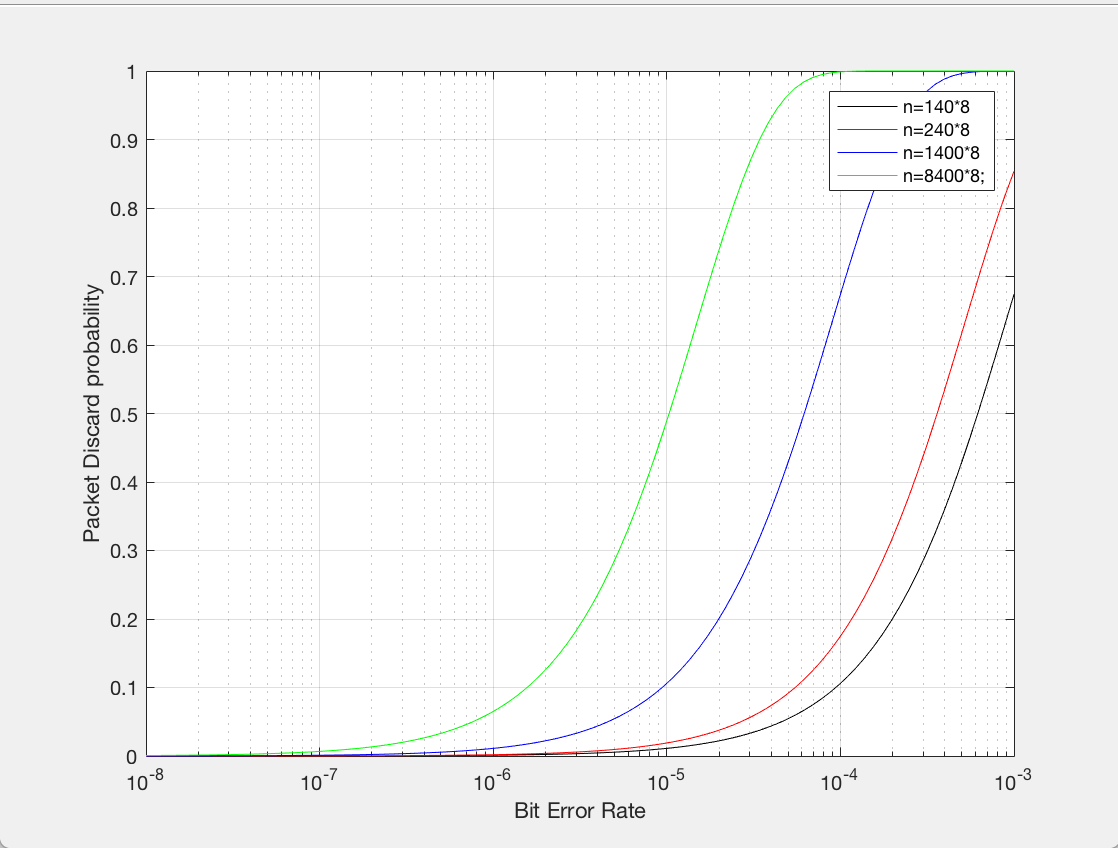 1
0.9
0.8
0.7
0.6
0.5
0.4
0.3
0.2
0.1
0
Packet Discard probability
n=140*8
n=240*8
n=1400*8
n=8400*8;
10^-8 10^-7 10^-6 10^-5 10^-4 10^-3
Bit Error Rate